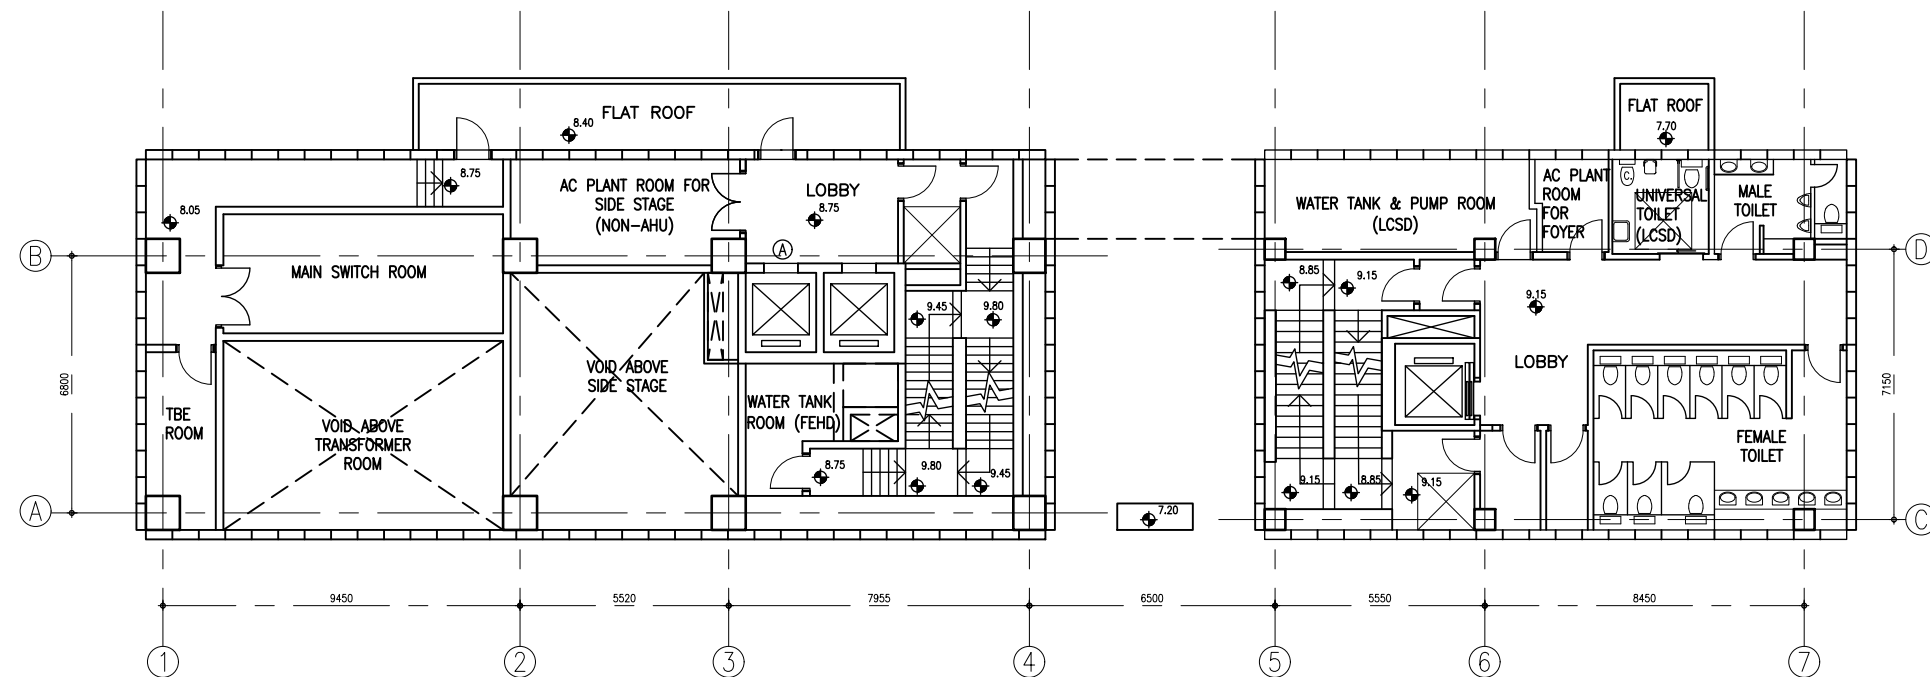 FLAT ROOF
8.40
FLAT ROOF
7.70
8.75
AC PLANT ROOM FOR
SIDE STAGE
(NON-AHU)
LOBBY
8.75
8.05
A
B
MAIN SWITCH ROOM
WATER TANK & PUMP ROOM
(LCSD)
AC PLANT
ROOM
FOR
FOYER
C.
UNIVERSAL
TOILET
(LCSD)
MALE
TOILET
D
9.45
9.80
8.85
9.15
9.15
LOBBY
VOID ABOVE
SIDE STAGE
6800
7150
TBE
ROOM
VOID ABOVE
TRANSFORMER
ROOM
WATER TANK
ROOM (FEHD)
FEMALE
TOILET
8.75
9.80
9.45
9.15
8.85
9.15
A
7.20
C
9450
5520
7955
6500
5550
8450
1
2
3
4
5
6
7